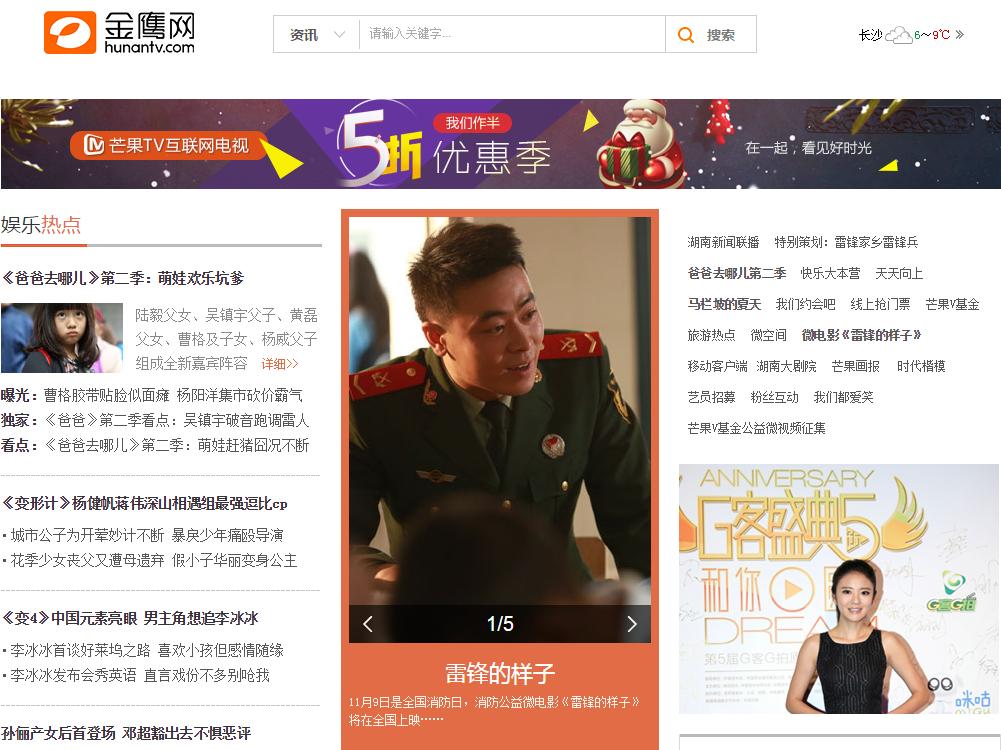 金鹰网
hunantv.com
资讯
请输入关键字...
搜索
长沙 6～9℃ »
芒果TV互联网电视
5折
我们作半
优惠季
在一起，看见好时光
娱乐热点
《爸爸去哪儿》第二季：萌娃欢乐坑爹
陆毅父女、吴镇宇父子、黄磊
父女、曹格及子女、杨威父子
组成全新嘉宾阵容 详细>>
曝光：曹格胶带贴脸似面瘫 杨阳洋集市砍价霸气
独家：《爸爸》第二季看点：吴镇宇破音跑调雷人
看点：《爸爸去哪儿》第二季：萌娃赶猪囧况不断
《变形计》杨健帆蒋伟深山相遇组最强逗比cp
· 城市公子为开荤妙计不断 暴戾少年痛殴导演
· 花季少女丧父又遭母遗弃 假小子华丽变身公主
《变4》中国元素亮眼 男主角想追李冰冰
· 李冰冰首谈好莱坞之路 喜欢小孩但感情随缘
· 李冰冰发布会秀英语 直言戏份不多别呛我
孙俪产女后首登场 邓超豁出去不惧恶评
1/5
雷锋的样子
11月9日是全国消防日，消防公益微电影《雷锋的样子》
将在全国上映……
湖南新闻联播 特别策划：雷锋家乡雷锋兵
爸爸去哪儿第二季 快乐大本营 天天向上
马栏坡的夏天 我们约会吧 线上抢门票 芒果V基金
旅游热点 微空间 微电影《雷锋的样子》
移动客户端 湖南大剧院 芒果画报 时代楷模
艺员招募 粉丝互动 我们都爱笑
芒果V基金公益微视频征集
ANNIVERSARY
G客盛典5
和你
DREAM
第5届G客G拍
G客G拍
咪咕